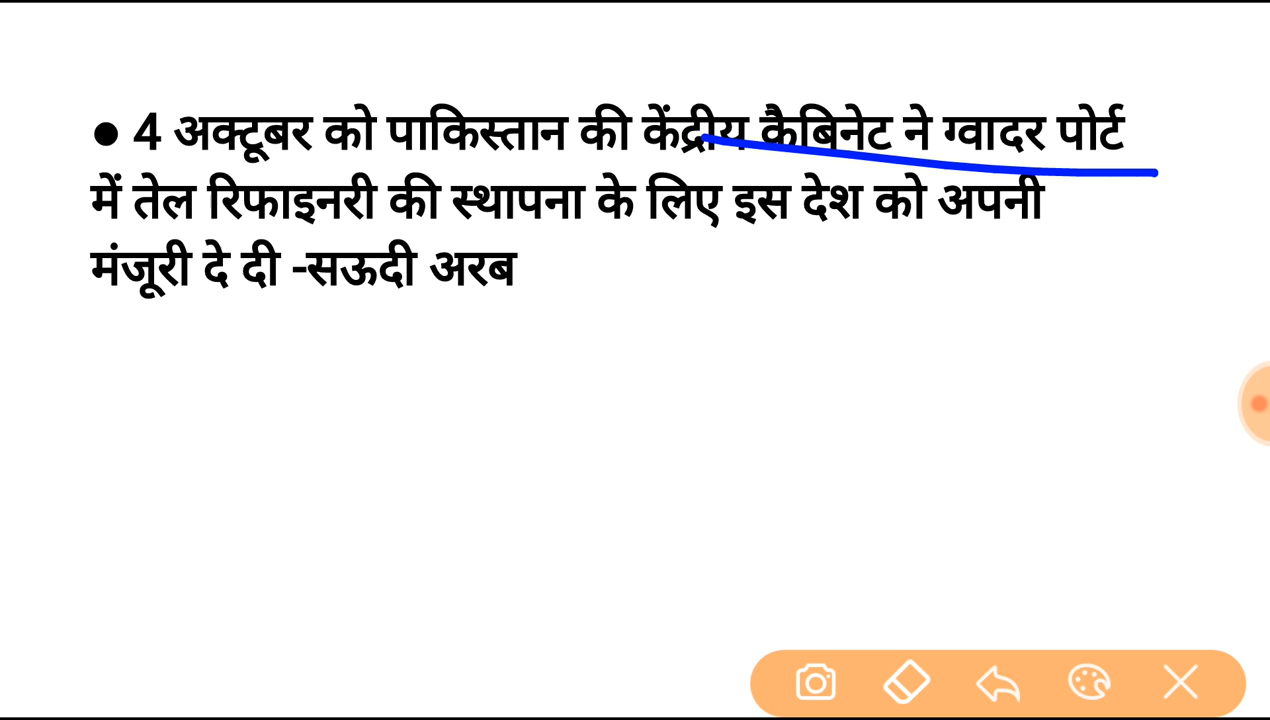 ● 4 अक्टूबर को पाकिस्तान की केंद्रीय कैबिनेट ने ग्वादर पोर्ट
में तेल रिफाइनरी की स्थापना के लिए इस देश को अपनी
मंजूरी दे दी -सऊदी अरब